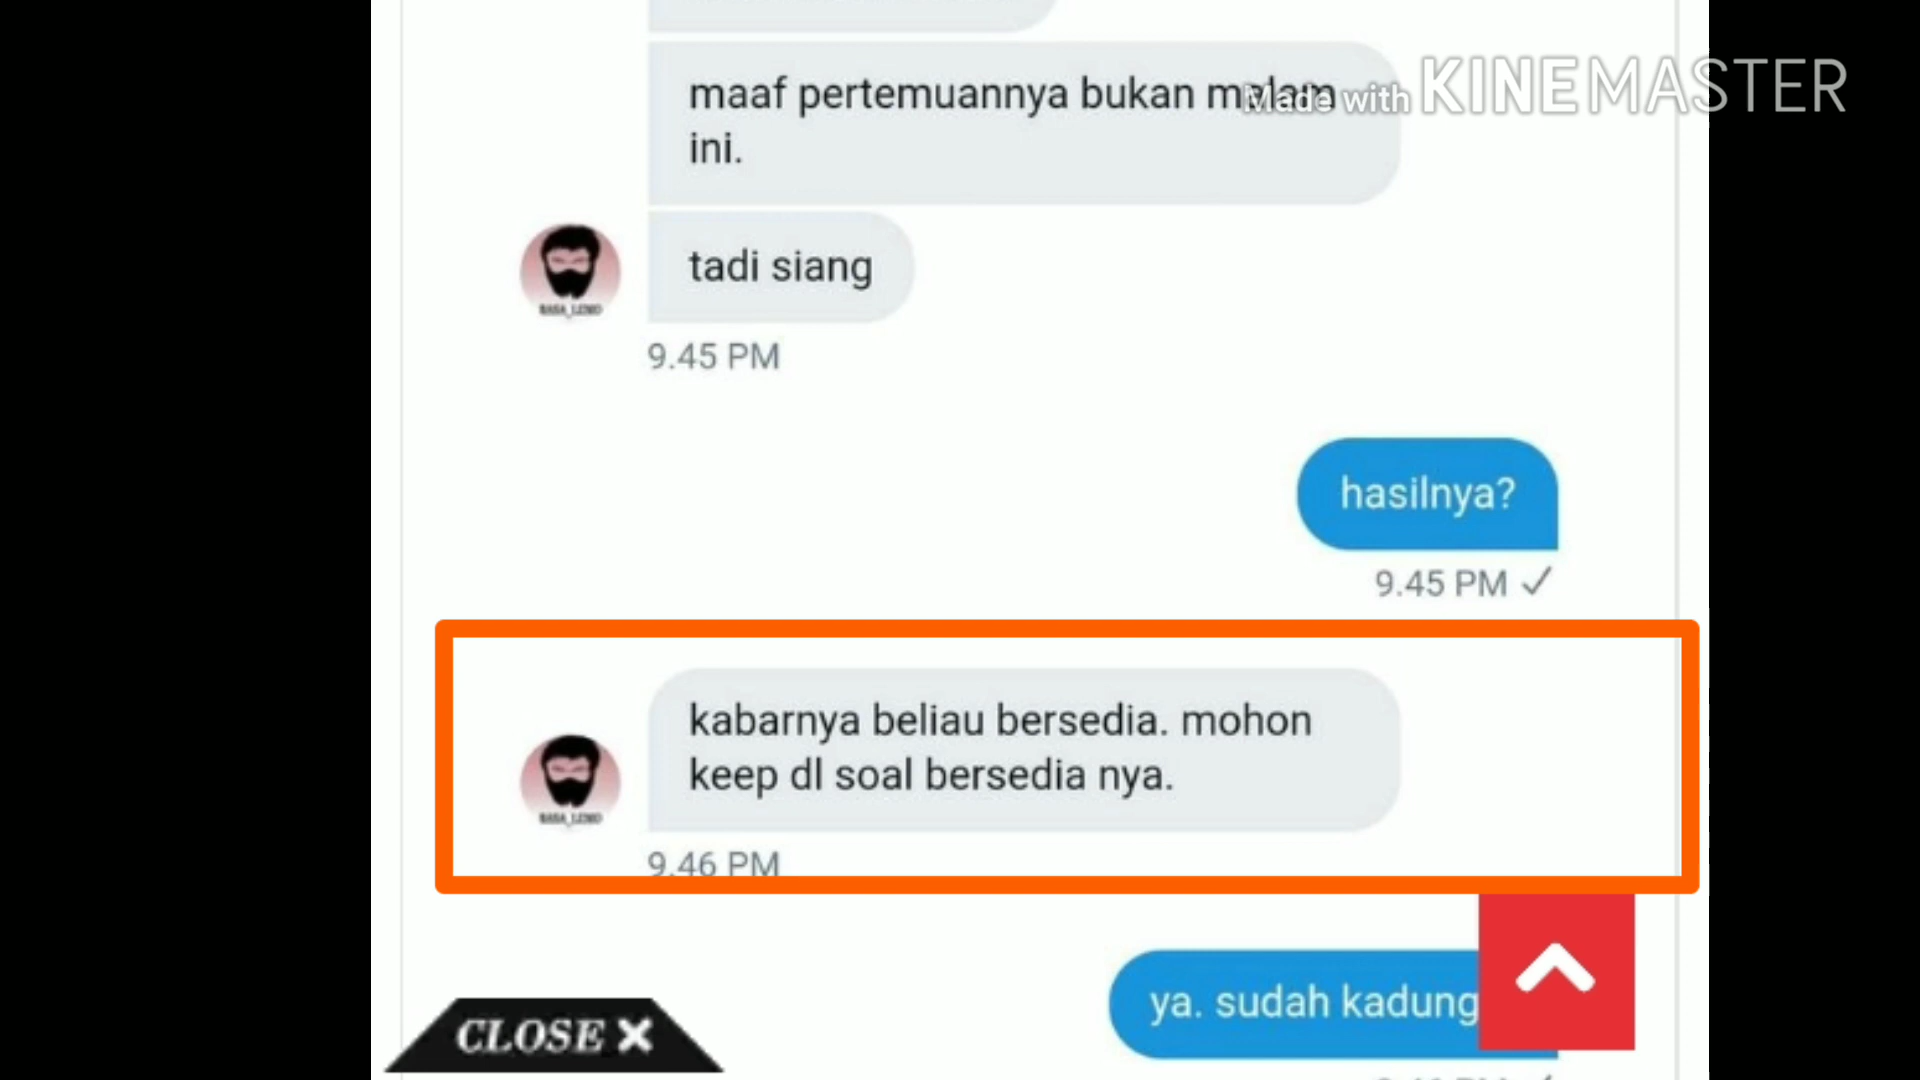 maaf pertemuannya bukan malam
ini.
Made with KINEMASTER
tadi siang
9.45 PM
hasilnya?
9.45 PM ✓
kabarnya beliau bersedia. mohon
keep dl soal bersedia nya.
9.46 PM
ya. sudah kadung
CLOSE X